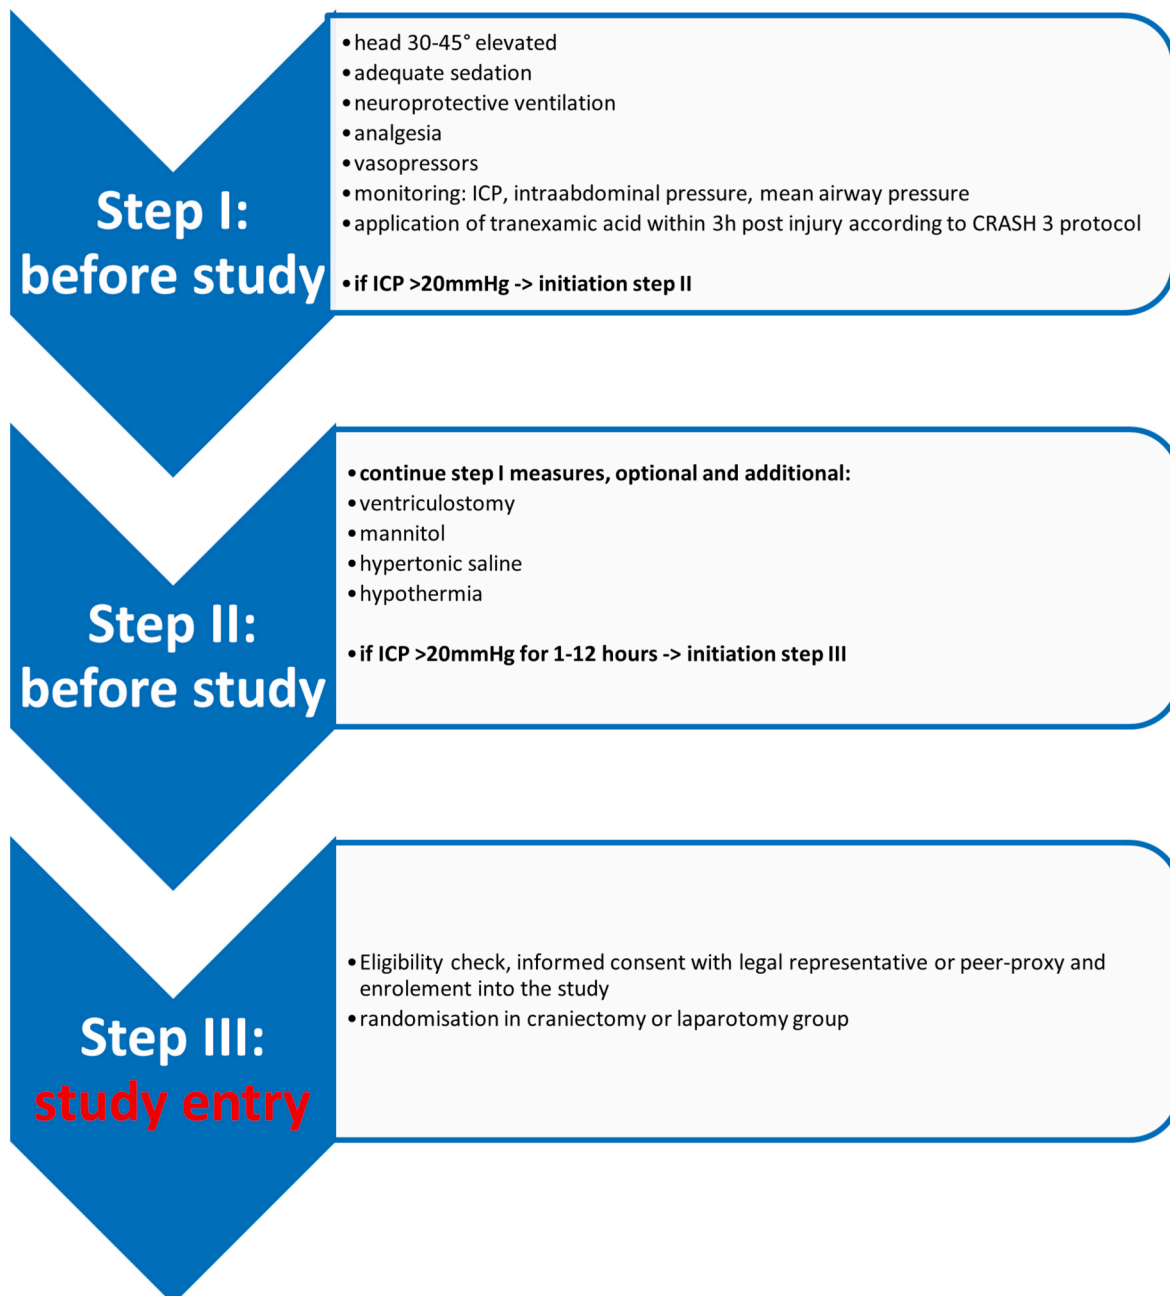 Step I:
before study
•head 30-45° elevated
•adequate sedation
•neuroprotective ventilation
•analgesia
•vasopressors
•monitoring: ICP, intraabdominal pressure, mean airway pressure
•application of tranexamic acid within 3h post injury according to CRASH 3 protocol
•if ICP >20mmHg -> initiation step II
Step II:
before study
•continue step I measures, optional and additional:
•ventriculostomy
•mannitol
•hypertonic saline
•hypothermia
•if ICP >20mmHg for 1-12 hours -> initiation step III
Step III:
study entry
•Eligibility check, informed consent with legal representative or peer-proxy and
enrolement into the study
•randomisation in craniectomy or laparotomy group